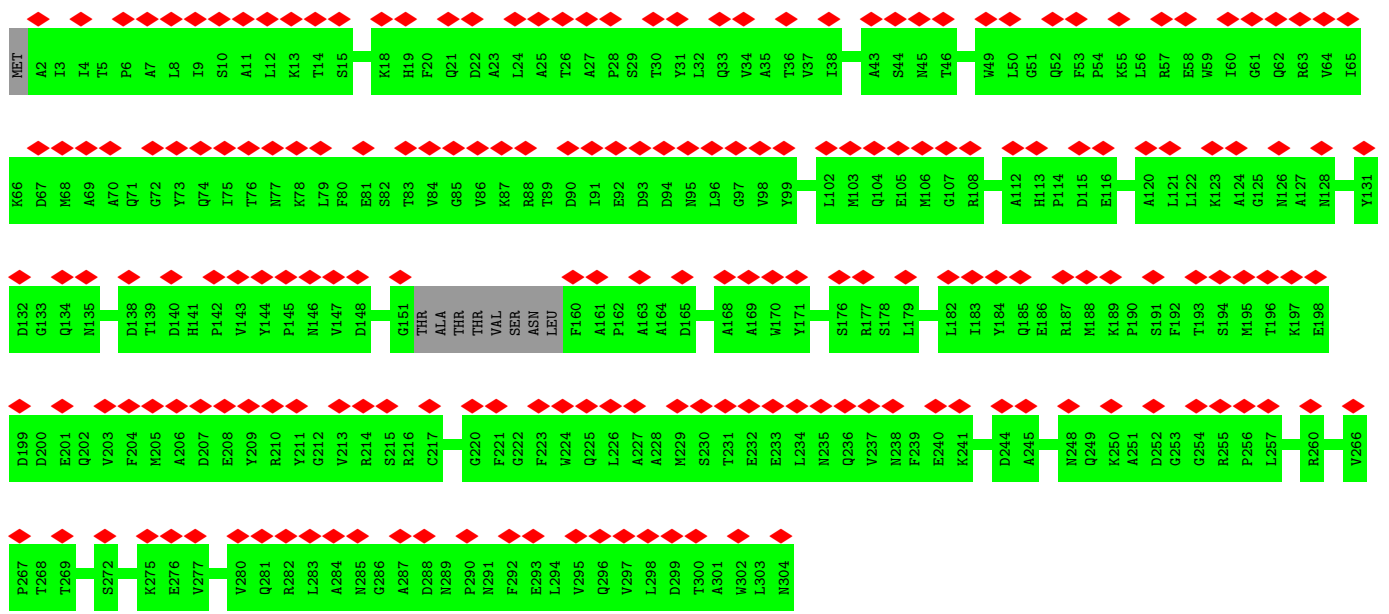 MET A2 I3 I4 T5 P6 A7 L8 I9 S10 A11 L12 K13 T14 S15 K18 H19 F20 Q21 D22 A23 L24 A25 T26 A27 P28 S29 T30 Y31 L32 Q33 V34 A35 T36 V37 I38 A43 S44 N45 T46 W49 L50 G51 Q52 F53 P54 K55 L56 R57 E58 W59 I60 G61 Q62 R63 V64 I65
K66 D67 M68 A69 A70 Q71 G72 Y73 Q74 I75 T76 N77 K78 L79 F80 E81 S82 T83 V84 G85 V86 K87 R88 T89 D90 I91 E92 D93 D94 N95 L96 G97 V98 Y99 L102 M103 Q104 E105 M106 G107 R108 A112 H113 P114 D115 E116 A120 L121 L122 K123 A124 G125 N126 A127 N128 Y131
D132 G133 Q134 N135 D138 T139 D140 H141 P142 V143 Y144 P145 N146 V147 D148 G151 THR ALA THR THR VAL SER ASN LEU F160 A161 P162 A163 A164 D165 A168 A169 W170 Y171 S176 R177 S178 L179 L182 I183 Y184 Q185 E186 R187 M188 K189 P190 S191 F192 T193 S194 M195 T196 K197 E198
D199 D200 E201 Q202 V203 F204 M205 A206 D207 E208 Y209 R210 Y211 G212 V213 R214 S215 R216 C217 G220 F221 G222 F223 W224 Q225 L226 A227 A228 M229 S230 T231 E232 E233 L234 N235 Q236 V237 N238 F239 E240 K241 D244 A245 N248 Q249 K250 A251 D252 G253 G254 R255 P256 L257 R260 V266
P267 T268 T269 S272 K275 E276 V277 V280 Q281 R282 L283 A284 N285 G286 A287 D288 N289 P290 N291 F292 E293 L294 V295 Q296 V297 L298 D299 T300 A301 W302 L303 N304